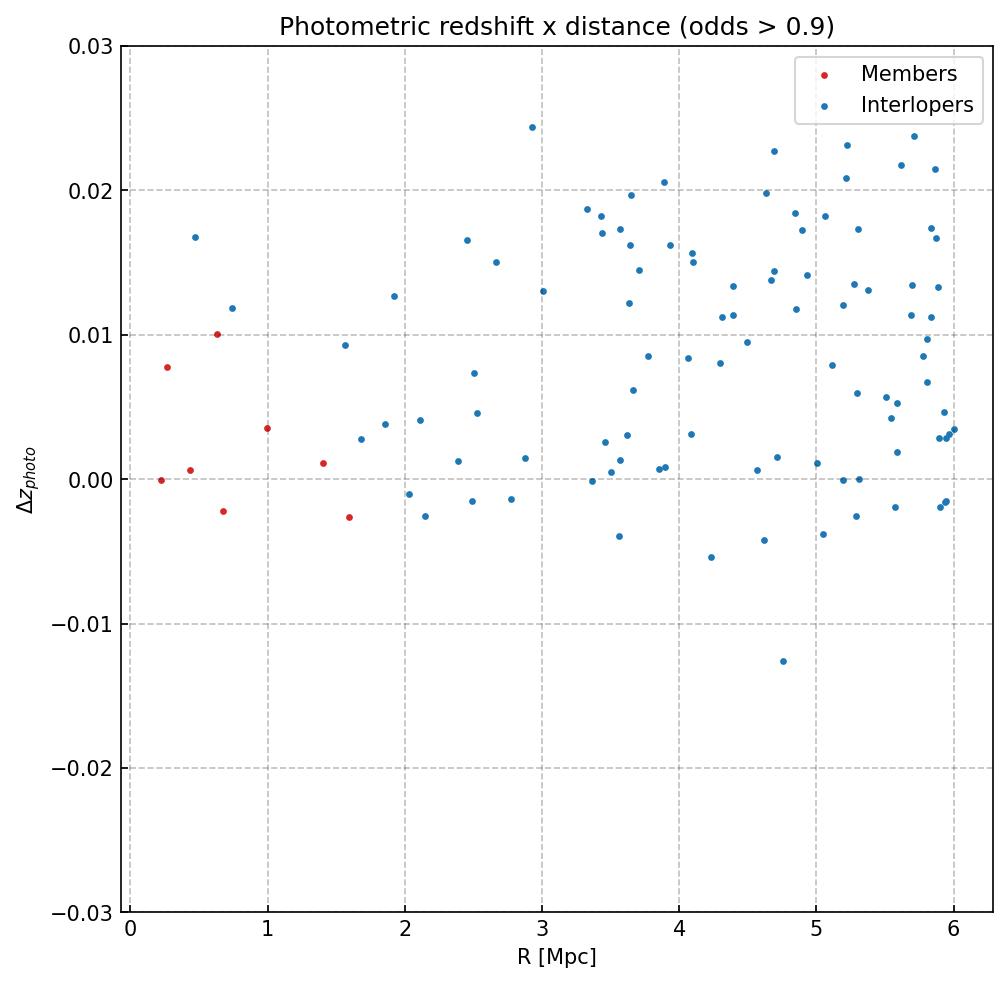 Photometric redshift x distance (odds > 0.9)
Members
Interlopers
0.03
0.02
0.01
0.00
−0.01
−0.02
−0.03
Δz_photo
0 1 2 3 4 5 6
R [Mpc]